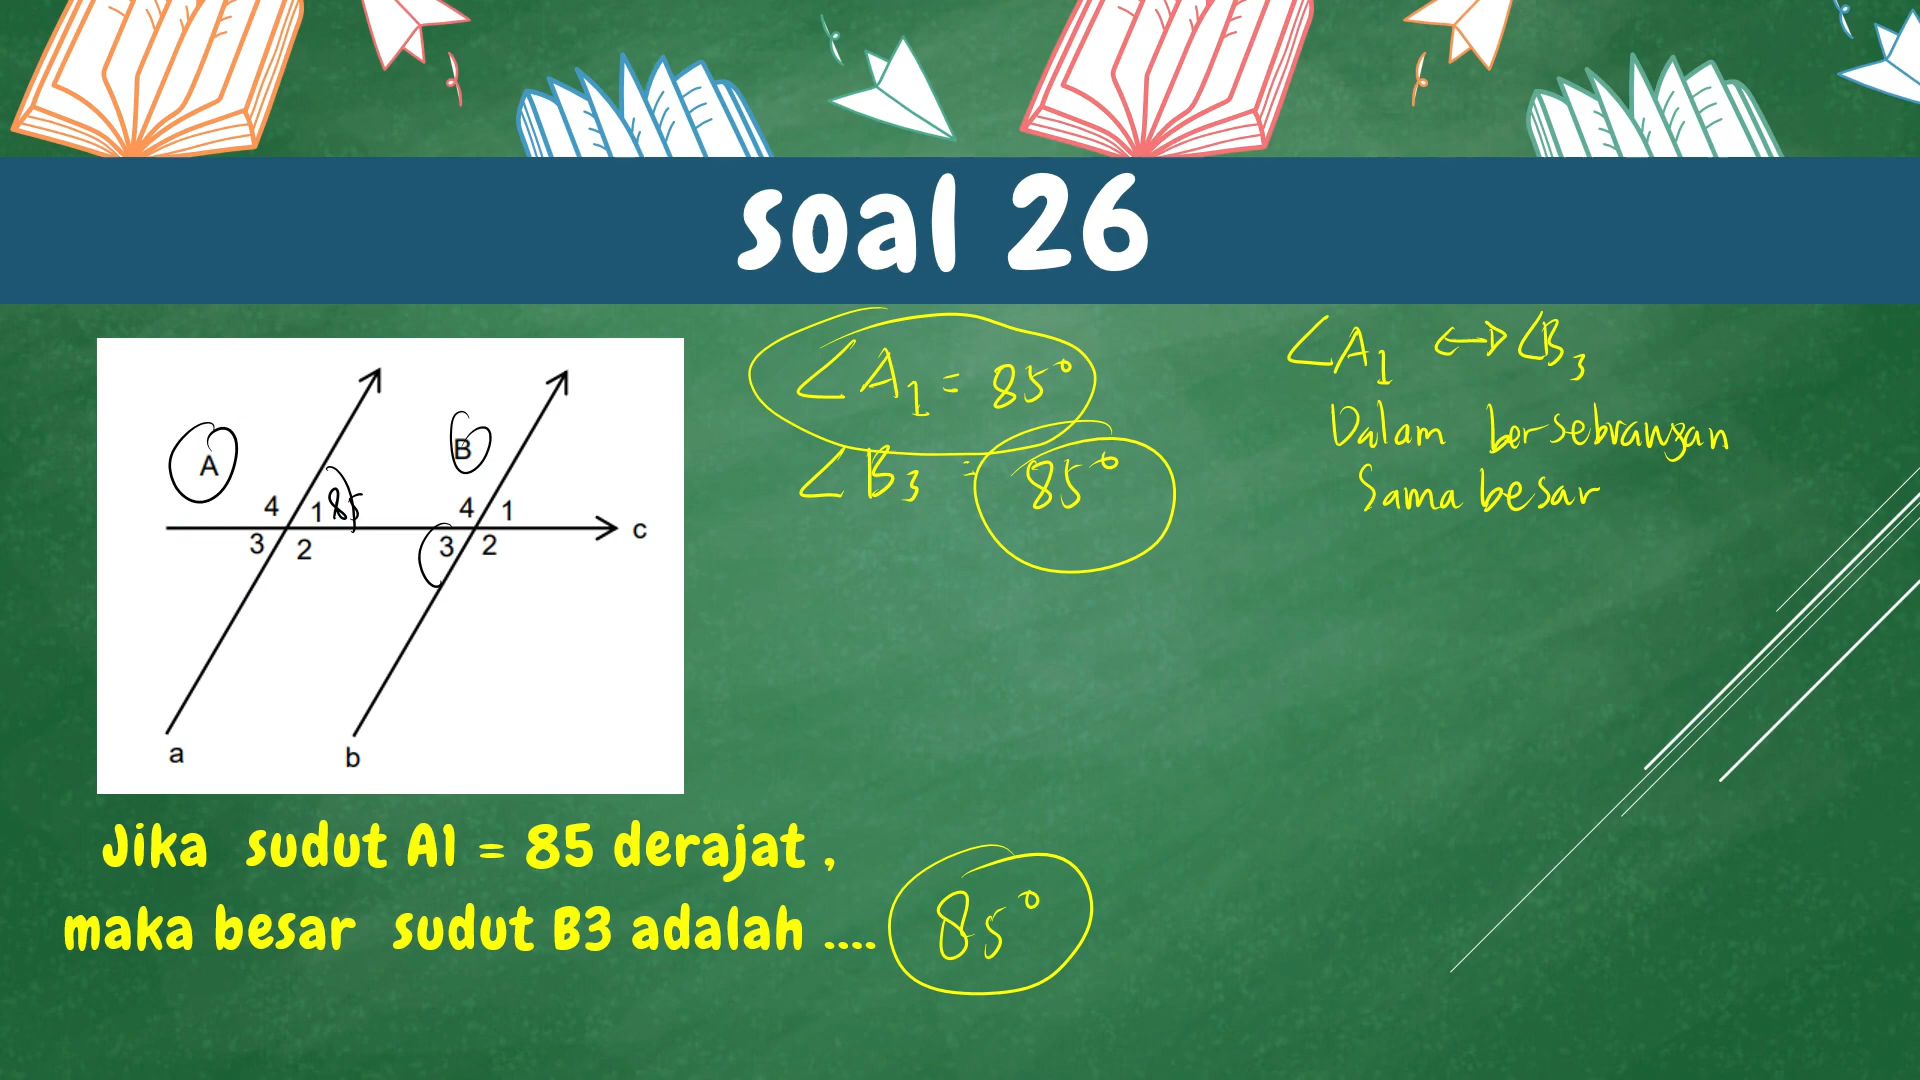 soal 26
A
B
4 1 85
4 1
c
3 2
3 2
a
b
∠A1 = 85°
∠B3 = 85°
∠A1 ↔ ∠B3
Dalam bersebrangan
Sama besar
Jika sudut A1 = 85 derajat ,
maka besar sudut B3 adalah .... 85°